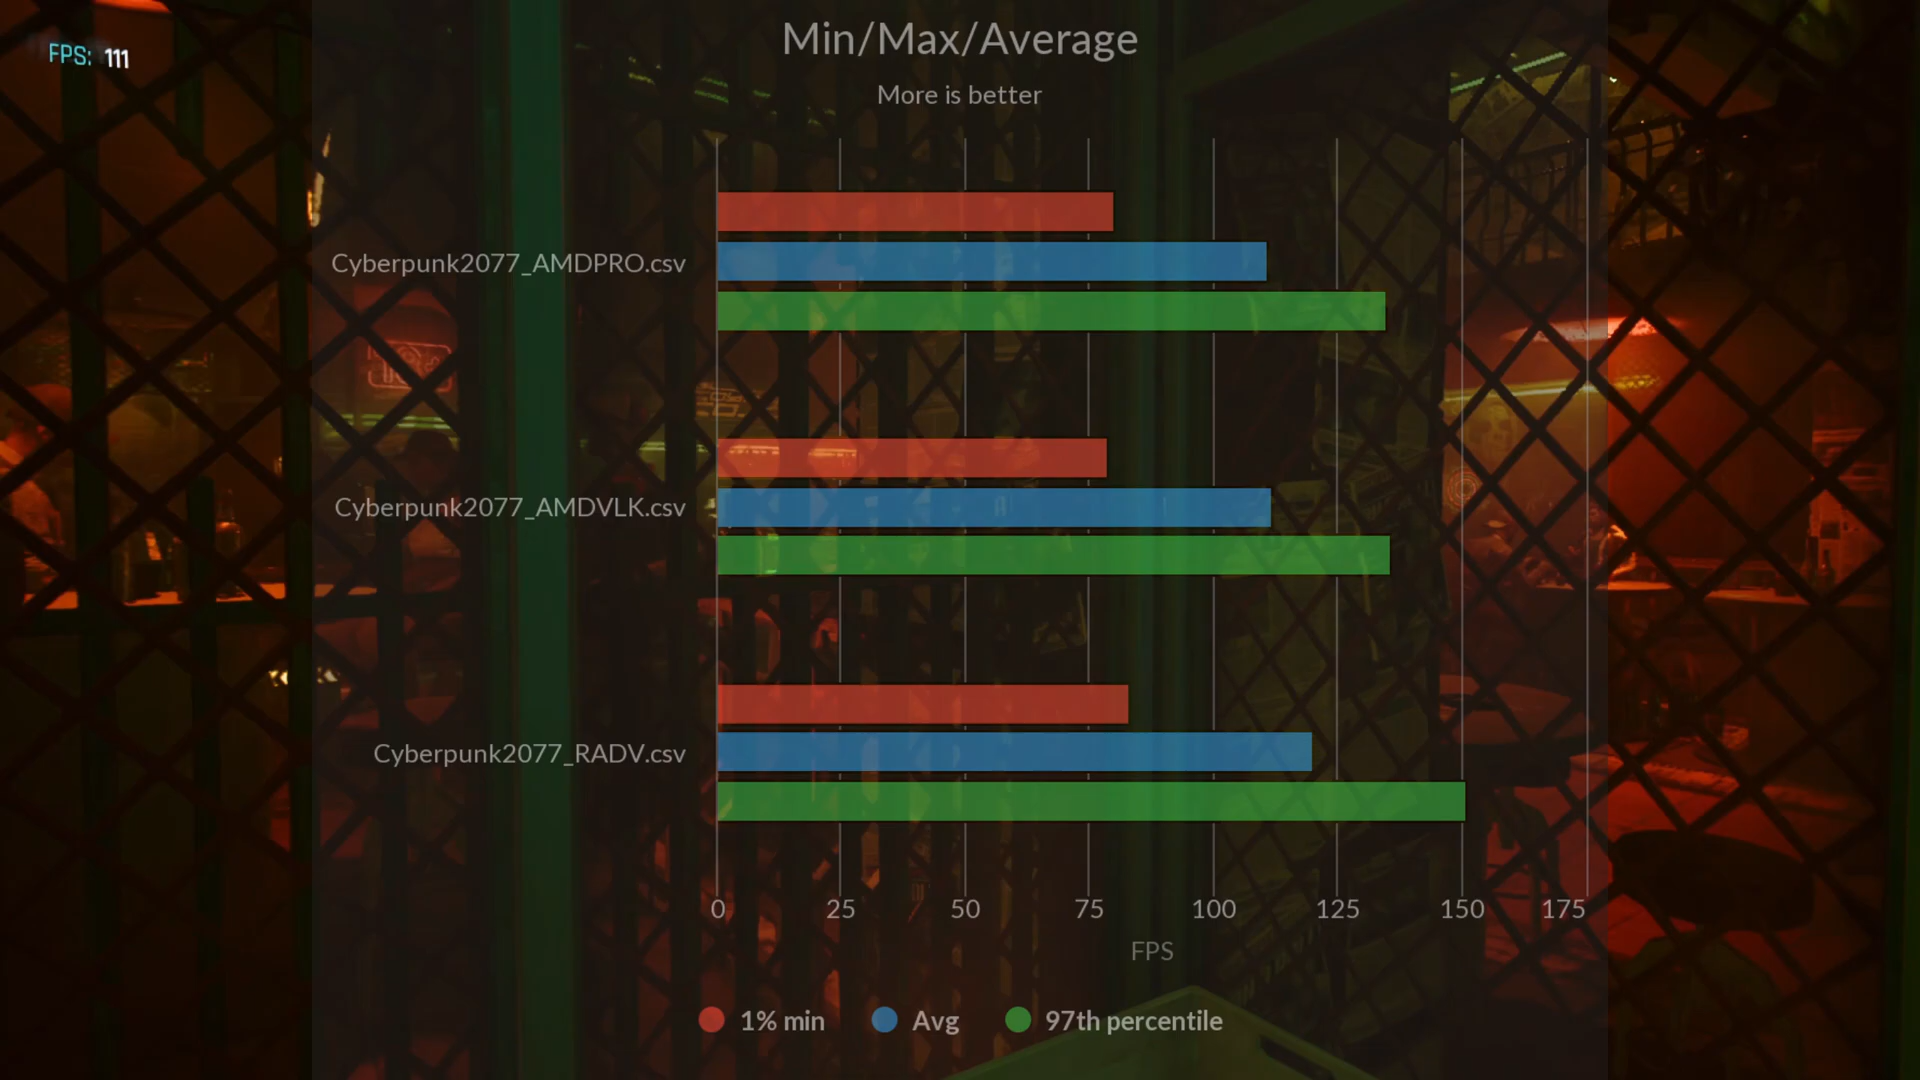 Min/Max/Average
FPS: 111
More is better
Cyberpunk2077_AMDPRO.csv
Cyberpunk2077_AMDVLK.csv
Cyberpunk2077_RADV.csv
0 25 50 75 100 125 150 175
FPS
1% min Avg 97th percentile